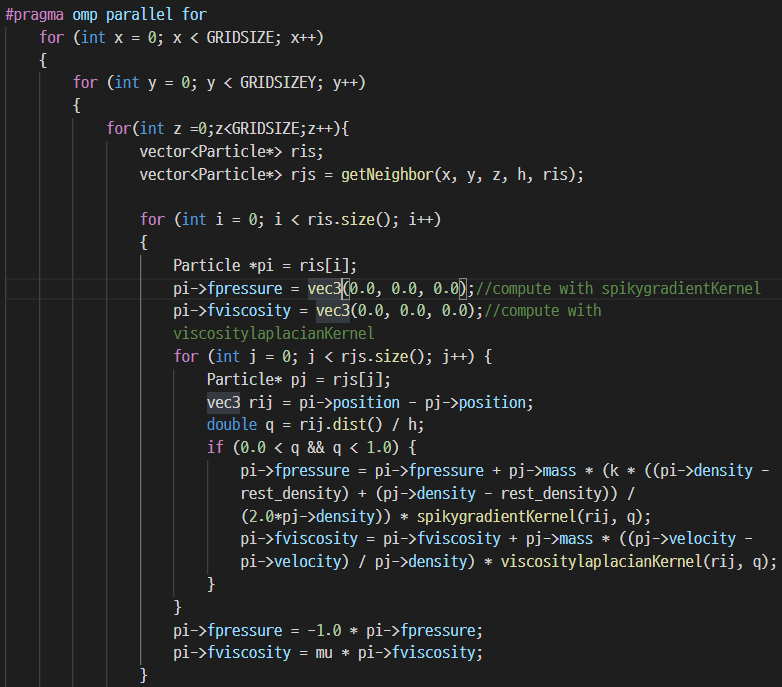 #pragma omp parallel for
for (int x = 0; x < GRIDSIZE; x++)
{
for (int y = 0; y < GRIDSIZEY; y++)
{
for(int z =0;z<GRIDSIZE;z++){
vector<Particle*> ris;
vector<Particle*> rjs = getNeighbor(x, y, z, h, ris);
for (int i = 0; i < ris.size(); i++)
{
Particle *pi = ris[i];
pi->fpressure = vec3(0.0, 0.0, 0.0);//compute with spikygradientKernel
pi->fviscosity = vec3(0.0, 0.0, 0.0);//compute with
viscositylaplacianKernel
for (int j = 0; j < rjs.size(); j++) {
Particle* pj = rjs[j];
vec3 rij = pi->position - pj->position;
double q = rij.dist() / h;
if (0.0 < q && q < 1.0) {
pi->fpressure = pi->fpressure + pj->mass * (k * ((pi->density -
rest_density) + (pj->density - rest_density)) /
(2.0*pj->density)) * spikygradientKernel(rij, q);
pi->fviscosity = pi->fviscosity + pj->mass * ((pj->velocity -
pi->velocity) / pj->density) * viscositylaplacianKernel(rij, q);
}
}
pi->fpressure = -1.0 * pi->fpressure;
pi->fviscosity = mu * pi->fviscosity;
}